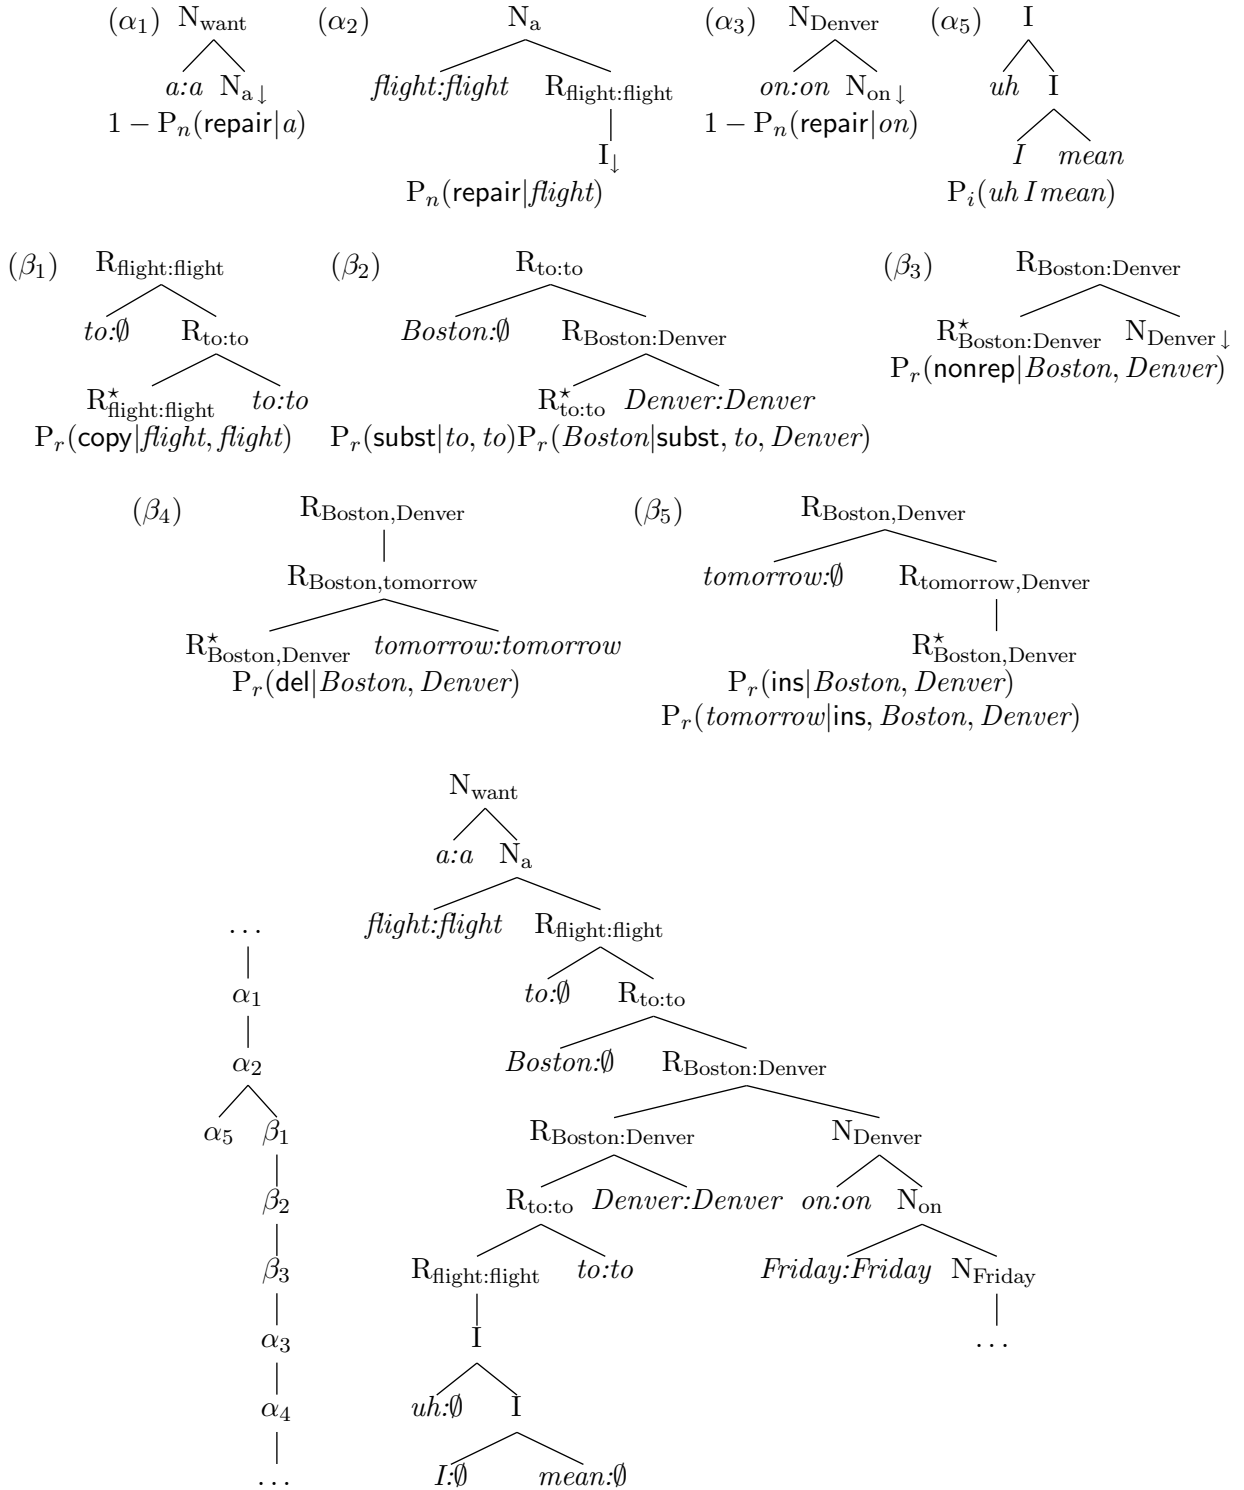 (α₁) N_want (α₂) N_a (α₃) N_Denver (α₅) I
a:a N_a↓ flight:flight R_flight:flight on:on N_on↓ uh I
1 − P_n(repair|a) 1 − P_n(repair|on)
I↓ I mean
P_n(repair|flight) P_i(uh I mean)
(β₁) R_flight:flight (β₂) R_to:to (β₃) R_Boston:Denver
to:∅ R_to:to Boston:∅ R_Boston:Denver R*_Boston:Denver N_Denver↓
P_r(nonrep|Boston, Denver)
R*_flight:flight to:to R*_to:to Denver:Denver
P_r(copy|flight, flight) P_r(subst|to, to)P_r(Boston|subst, to, Denver)
(β₄) R_Boston,Denver (β₅) R_Boston,Denver
R_Boston,tomorrow tomorrow:∅ R_tomorrow,Denver
R*_Boston,Denver tomorrow:tomorrow R*_Boston,Denver
P_r(del|Boston, Denver) P_r(ins|Boston, Denver)
P_r(tomorrow|ins, Boston, Denver)
N_want
a:a N_a
... flight:flight R_flight:flight
α₁ to:∅ R_to:to
α₂ Boston:∅ R_Boston:Denver
α₅ β₁ R_Boston:Denver N_Denver
β₂ R_to:to Denver:Denver on:on N_on
β₃ R_flight:flight to:to Friday:Friday N_Friday
α₃ I ...
α₄ uh:∅ I
... I:∅ mean:∅